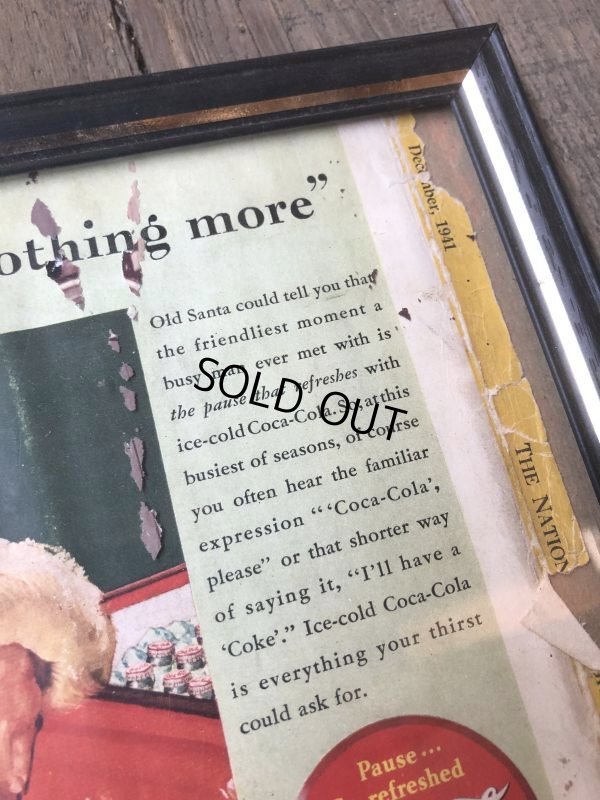 othing more”
December, 1941
THE NATION
Old Santa could tell you that
the friendliest moment a
busy man ever met with is
the pause that refreshes with
ice-cold Coca-Cola. So, at this
busiest of seasons, of course
you often hear the familiar
expression “‘Coca-Cola’,
please” or that shorter way
of saying it, “I’ll have a
‘Coke’.” Ice-cold Coca-Cola
is everything your thirst
could ask for.
SOLD OUT
Pause...
refreshed